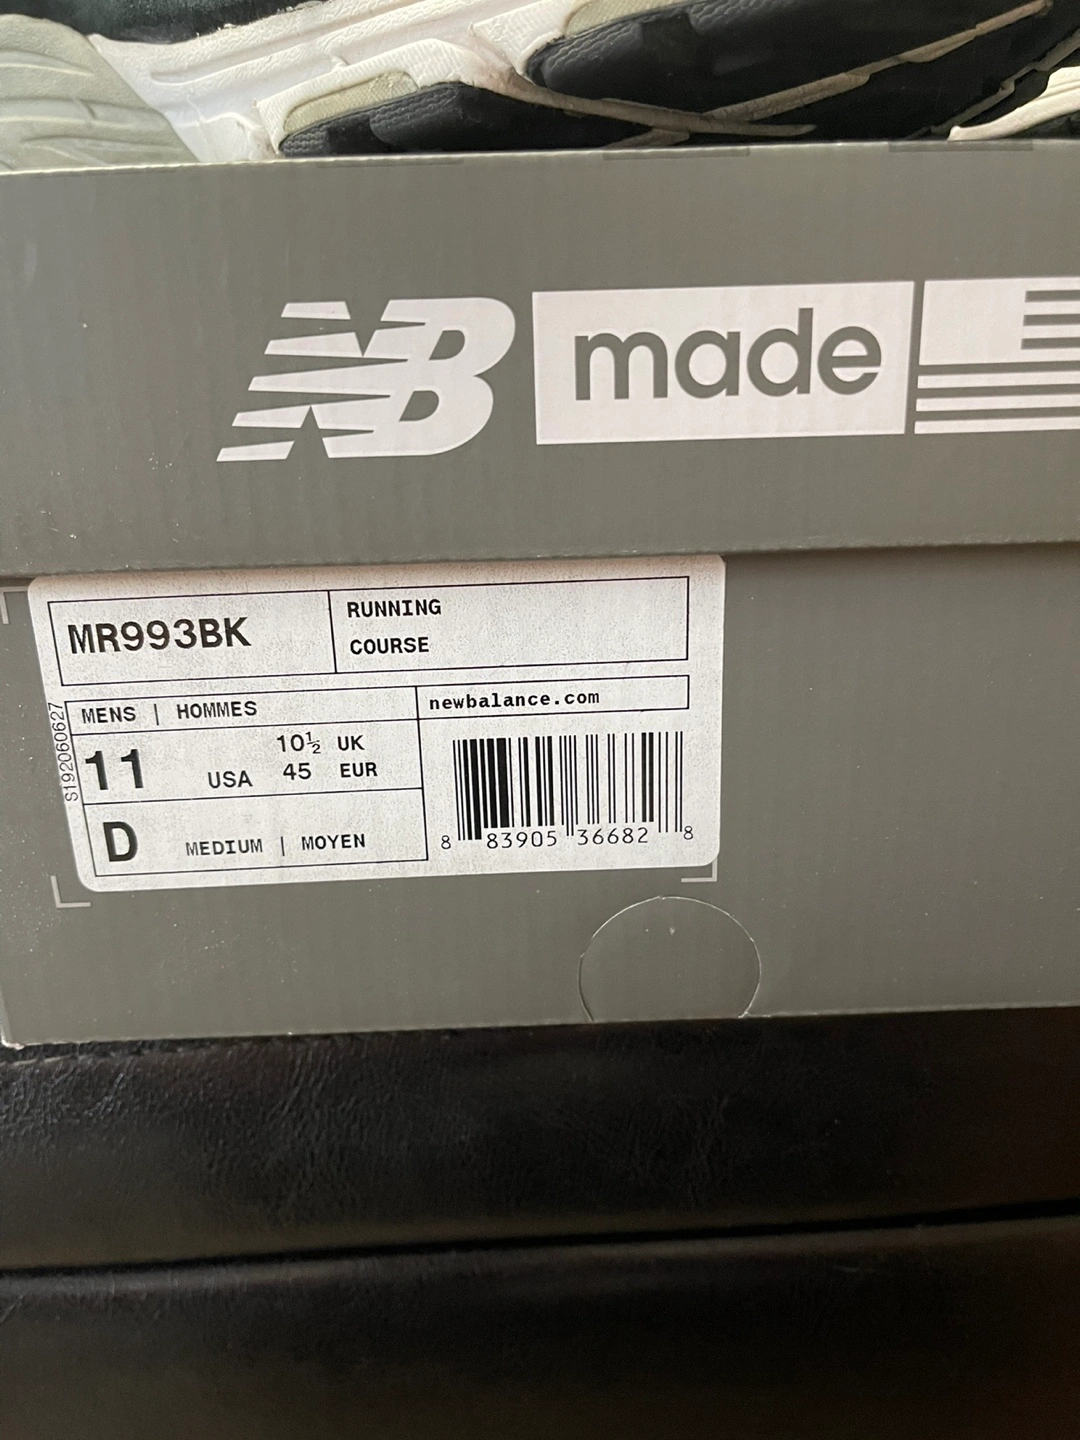 NB made
MR993BK
RUNNING
COURSE
MENS | HOMMES
newbalance.com
11 USA
10½ UK
45 EUR
D MEDIUM | MOYEN
8 83905 36682 8
S192060627